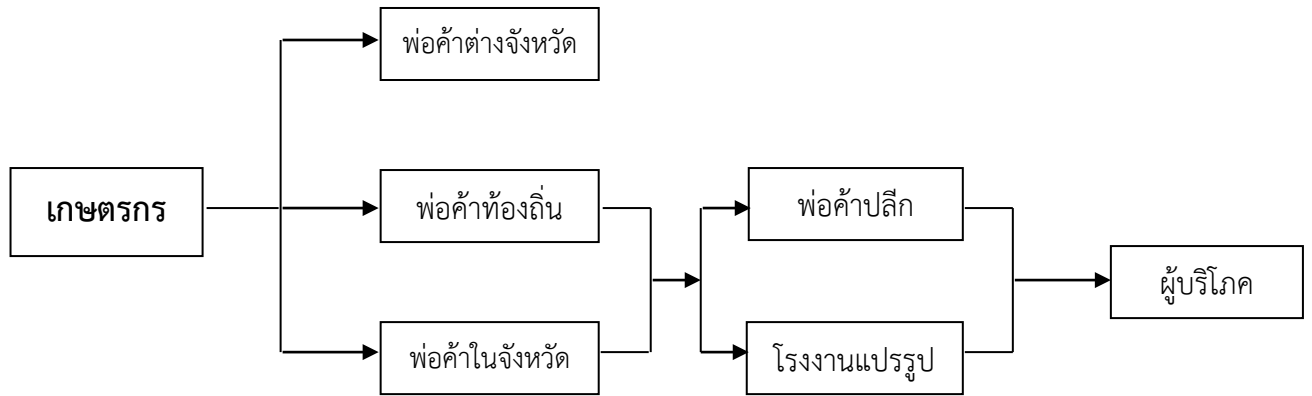 พ่อค้าต่างจังหวัด
เกษตรกร
พ่อค้าท้องถิ่น
พ่อค้าปลีก
ผู้บริโภค
พ่อค้าในจังหวัด
โรงงานแปรรูป